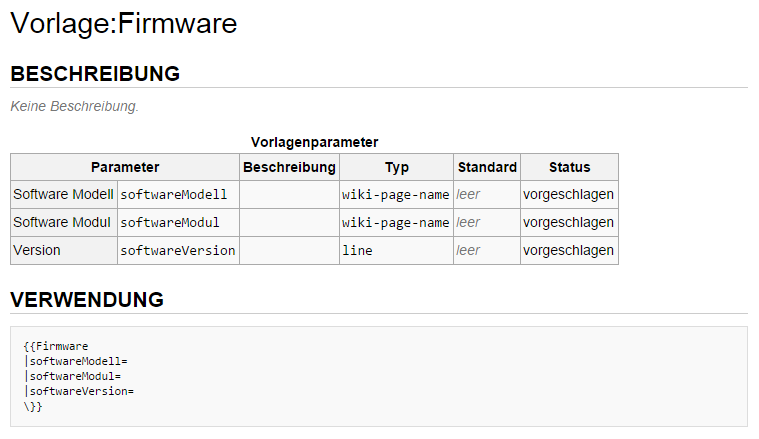 Vorlage:Firmware
BESCHREIBUNG
Keine Beschreibung.
Vorlagenparameter
Parameter Beschreibung Typ Standard Status
Software Modell softwareModell wiki-page-name leer vorgeschlagen
Software Modul softwareModul wiki-page-name leer vorgeschlagen
Version softwareVersion line leer vorgeschlagen
VERWENDUNG
{{Firmware
|softwareModell=
|softwareModul=
|softwareVersion=
\}}